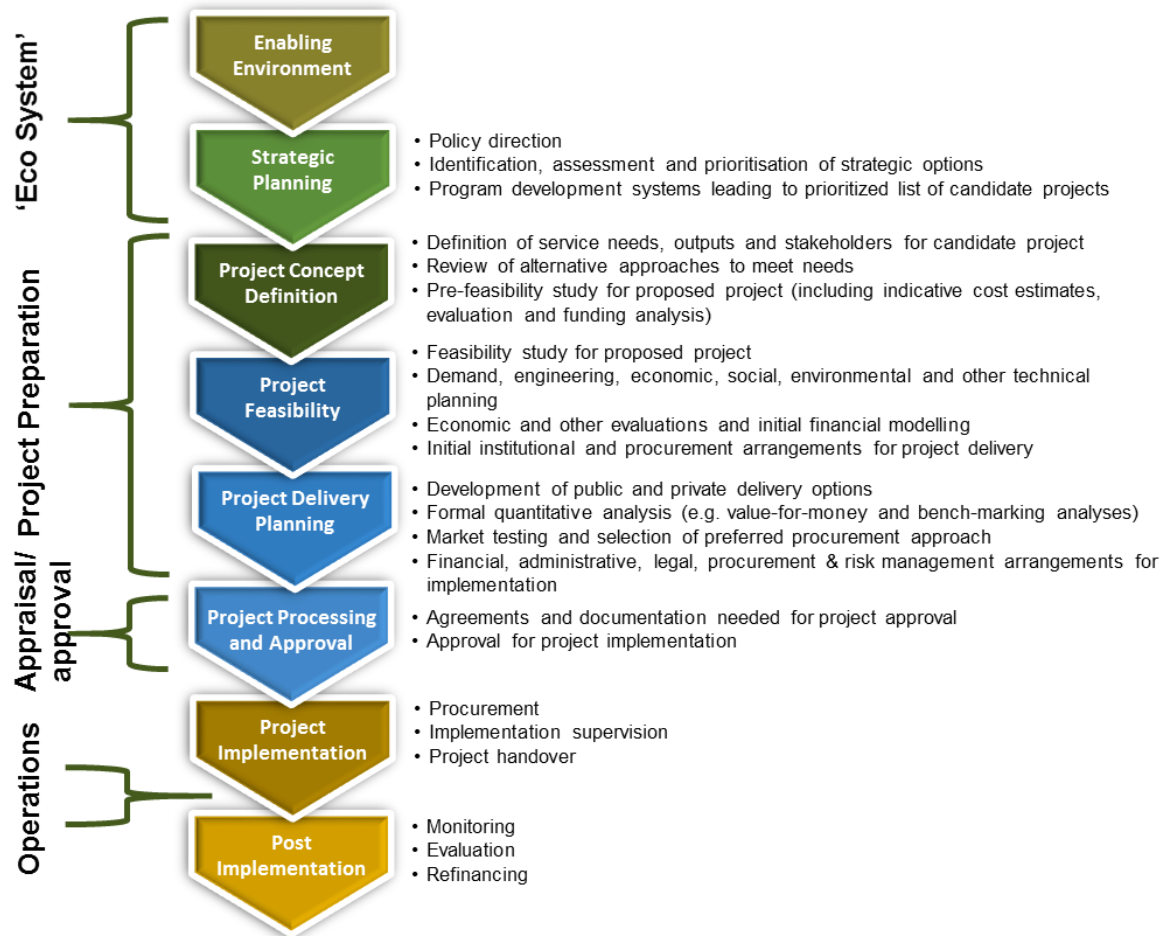 ‘Eco System’
Enabling
Environment
Strategic
Planning
• Policy direction
• Identification, assessment and prioritisation of strategic options
• Program development systems leading to prioritized list of candidate projects
Project Preparation
Project Concept
Definition
• Definition of service needs, outputs and stakeholders for candidate project
• Review of alternative approaches to meet needs
• Pre-feasibility study for proposed project (including indicative cost estimates,
evaluation and funding analysis)
Project
Feasibility
• Feasibility study for proposed project
• Demand, engineering, economic, social, environmental and other technical
planning
• Economic and other evaluations and initial financial modelling
• Initial institutional and procurement arrangements for project delivery
Project Delivery
Planning
• Development of public and private delivery options
• Formal quantitative analysis (e.g. value-for-money and bench-marking analyses)
• Market testing and selection of preferred procurement approach
• Financial, administrative, legal, procurement & risk management arrangements for
implementation
Appraisal/
approval
Project Processing
and Approval
• Agreements and documentation needed for project approval
• Approval for project implementation
Operations
Project
Implementation
• Procurement
• Implementation supervision
• Project handover
Post
Implementation
• Monitoring
• Evaluation
• Refinancing